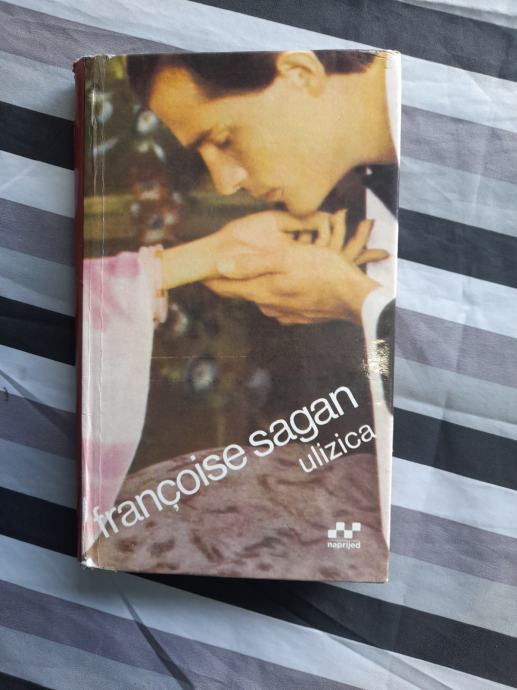 françoise sagan
ulizica
naprijed